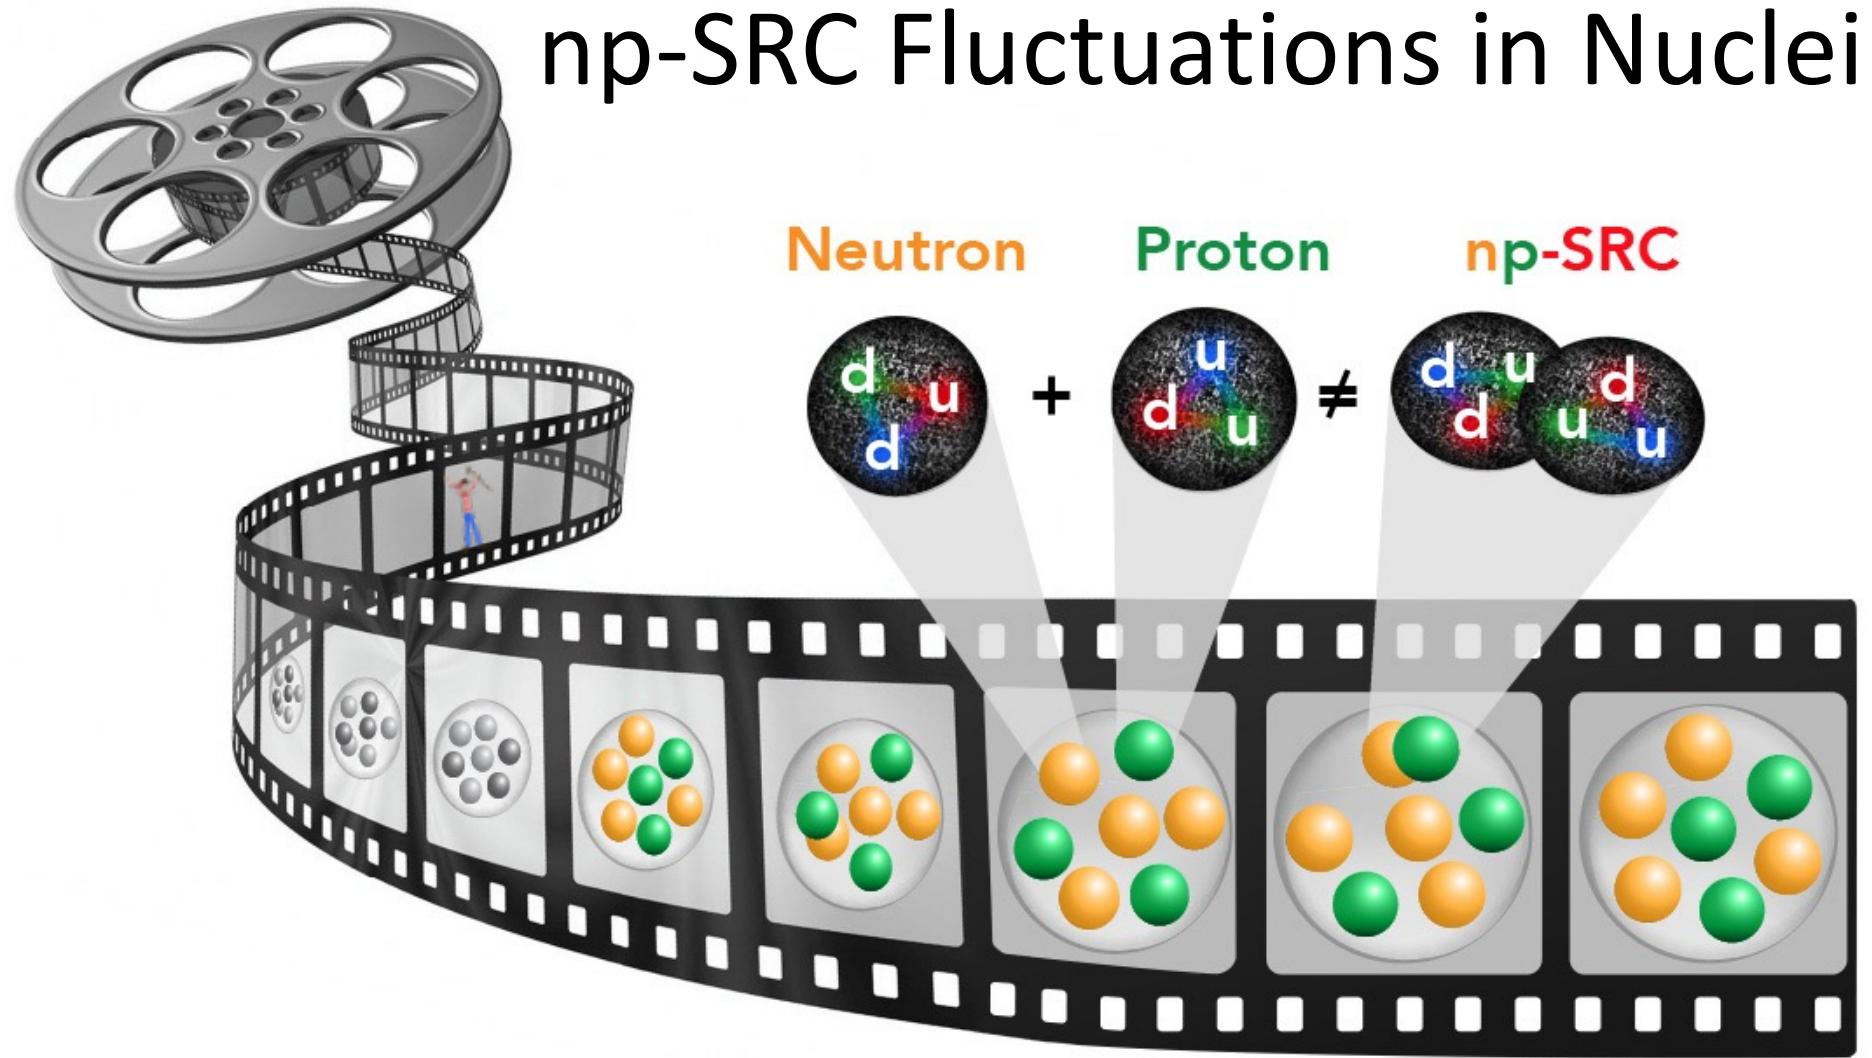 np-SRC Fluctuations in Nuclei
Neutron Proton np-SRC
d u d + u d u ≠ d u d d u u